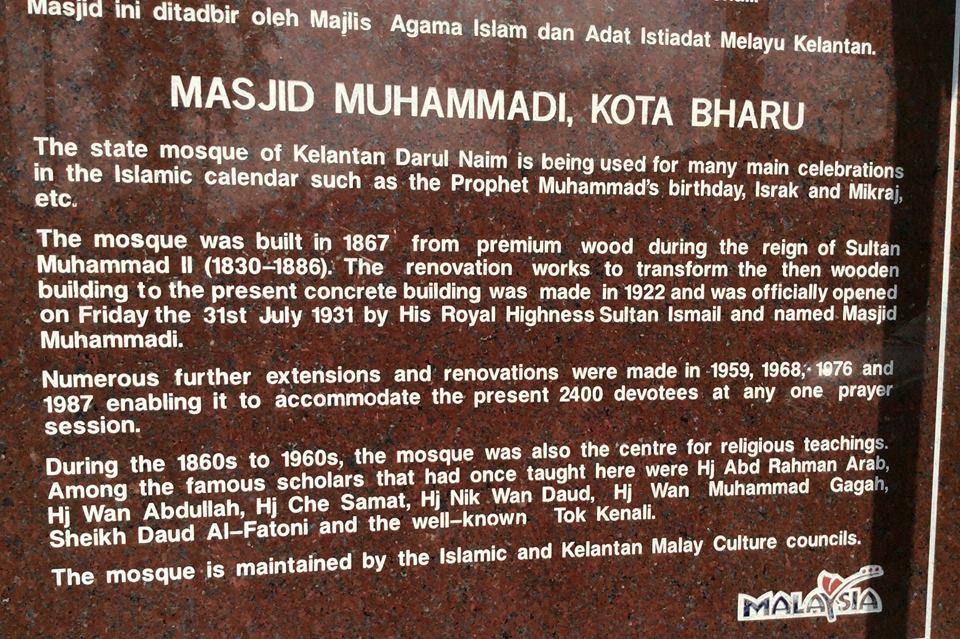 Masjid ini ditadbir oleh Majlis Agama Islam dan Adat Istiadat Melayu Kelantan.
MASJID MUHAMMADI, KOTA BHARU
The state mosque of Kelantan Darul Naim is being used for many main celebrations
in the Islamic calendar such as the Prophet Muhammad's birthday, Israk and Mikraj,
etc.
The mosque was built in 1867 from premium wood during the reign of Sultan
Muhammad II (1830-1886). The renovation works to transform the then wooden
building to the present concrete building was made in 1922 and was officially opened
on Friday the 31st July 1931 by His Royal Highness Sultan Ismail and named Masjid
Muhammadi.
Numerous further extensions and renovations were made in 1959, 1968, 1976 and
1987 enabling it to accommodate the present 2400 devotees at any one prayer
session.
During the 1860s to 1960s, the mosque was also the centre for religious teachings.
Among the famous scholars that had once taught here were Hj Abd Rahman Arab,
Hj Wan Abdullah, Hj Che Samat, Hj Nik Wan Daud, Hj Wan Muhammad Gagah,
Sheikh Daud Al-Fatoni and the well-known Tok Kenali.
The mosque is maintained by the Islamic and Kelantan Malay Culture councils.
MALAYSIA